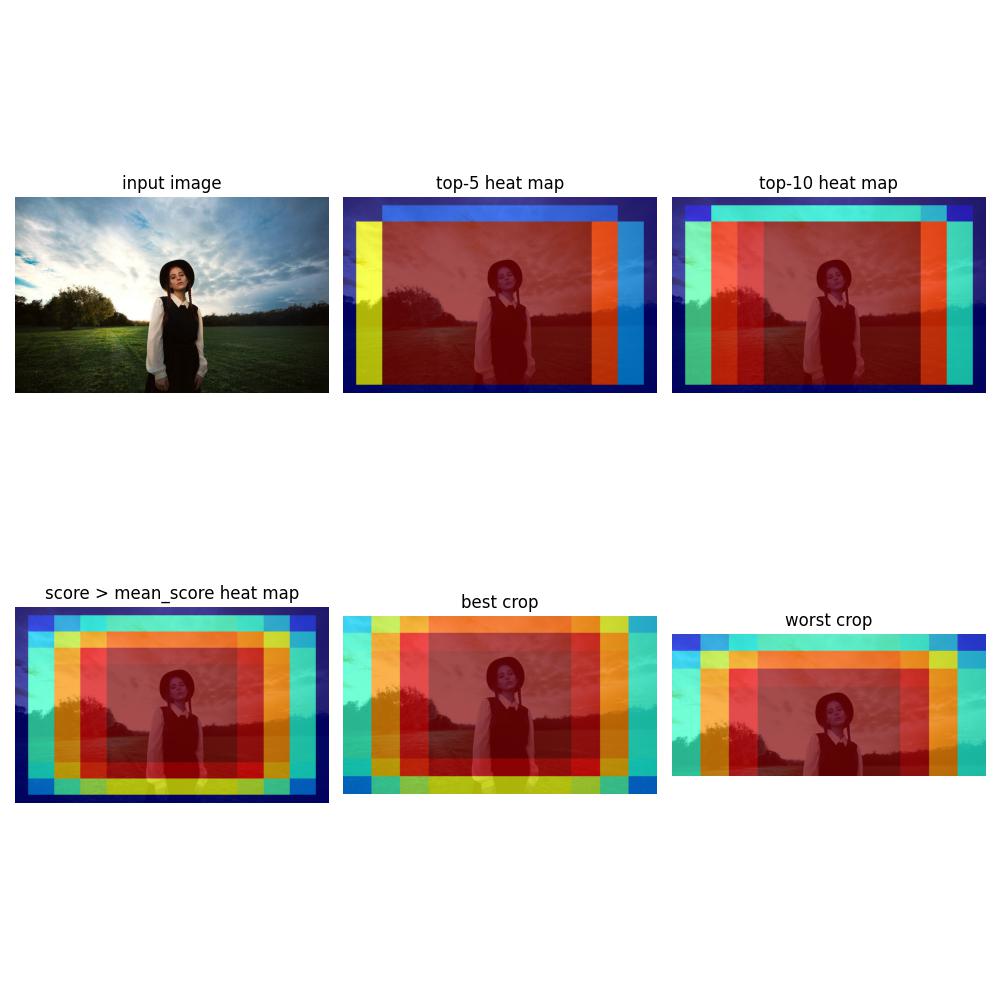 input image
top-5 heat map
top-10 heat map
score > mean_score heat map
best crop
worst crop